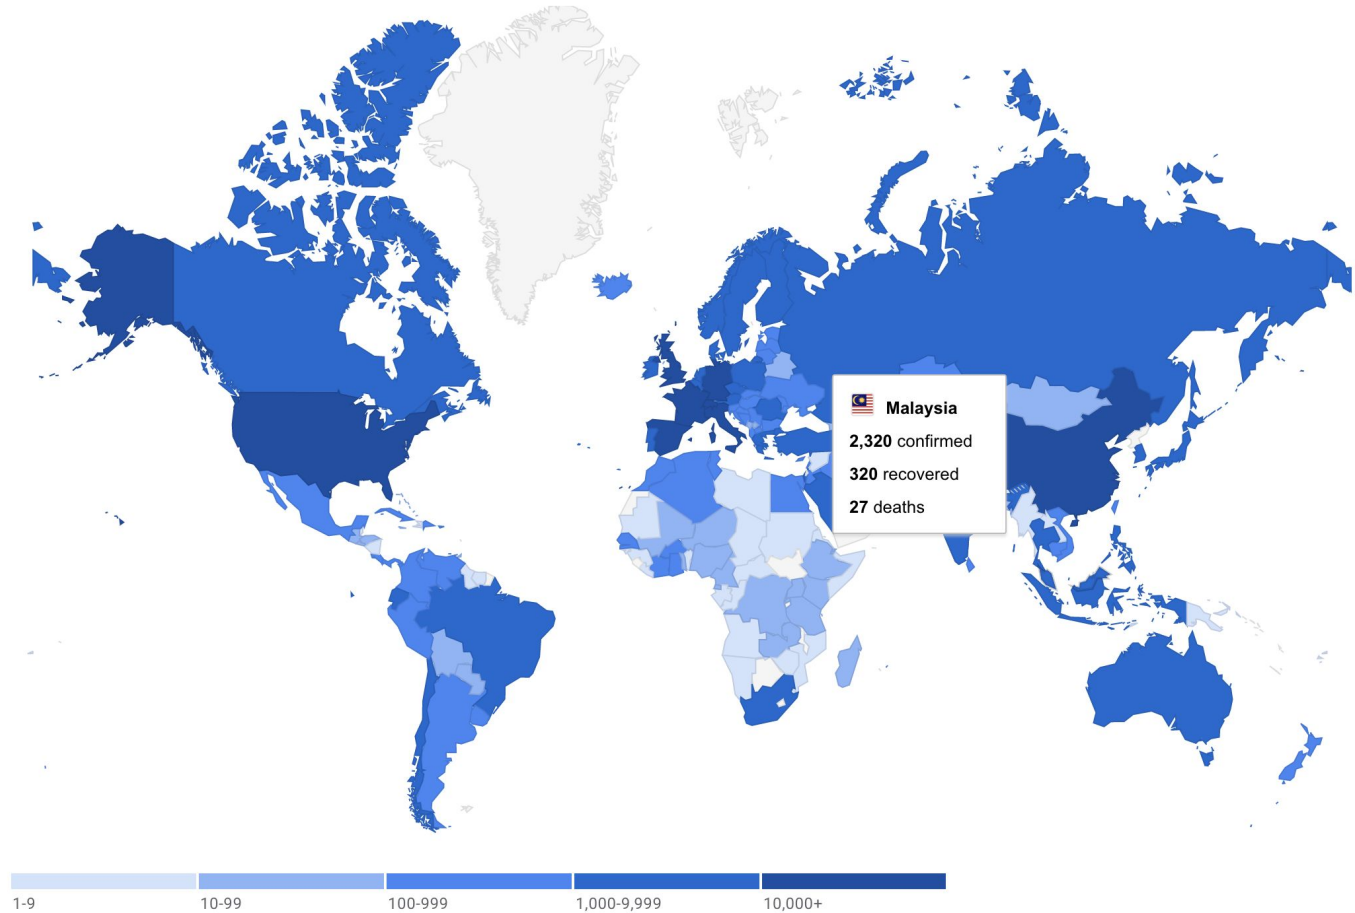 Malaysia
2,320 confirmed
320 recovered
27 deaths
1-9
10-99
100-999
1,000-9,999
10,000+